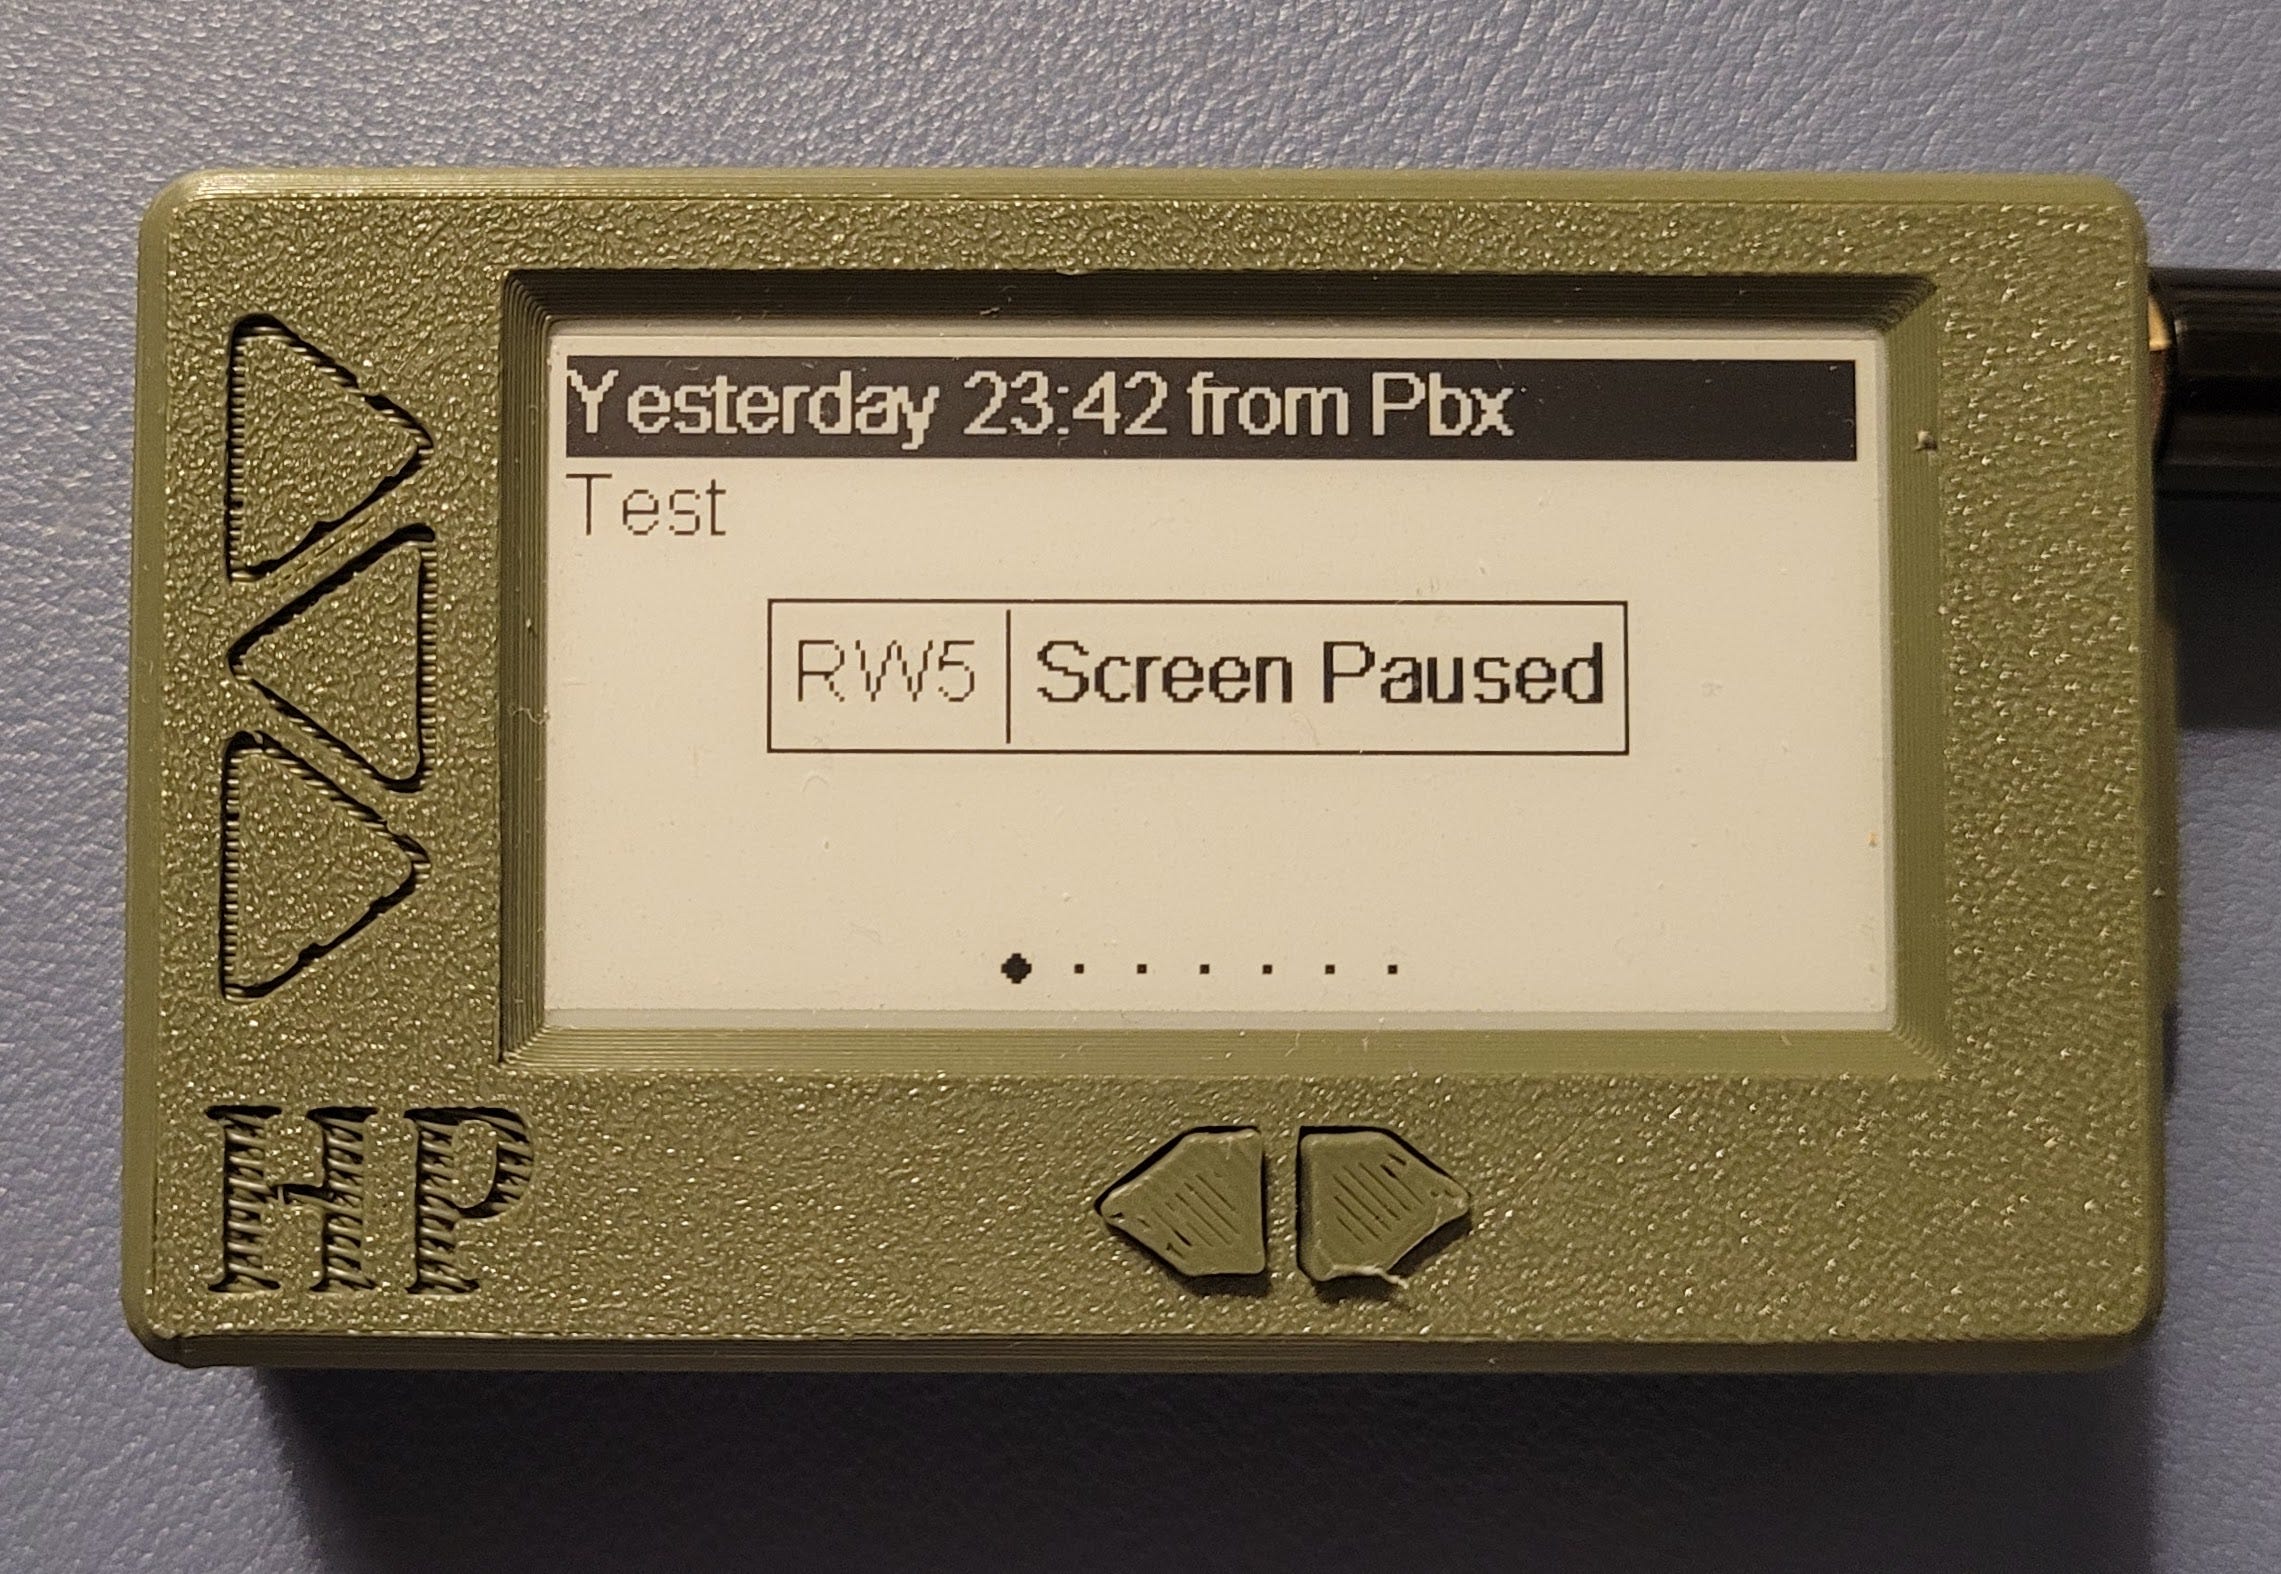 Yesterday 23:42 from Pbx
Test
RW5 Screen Paused
HP